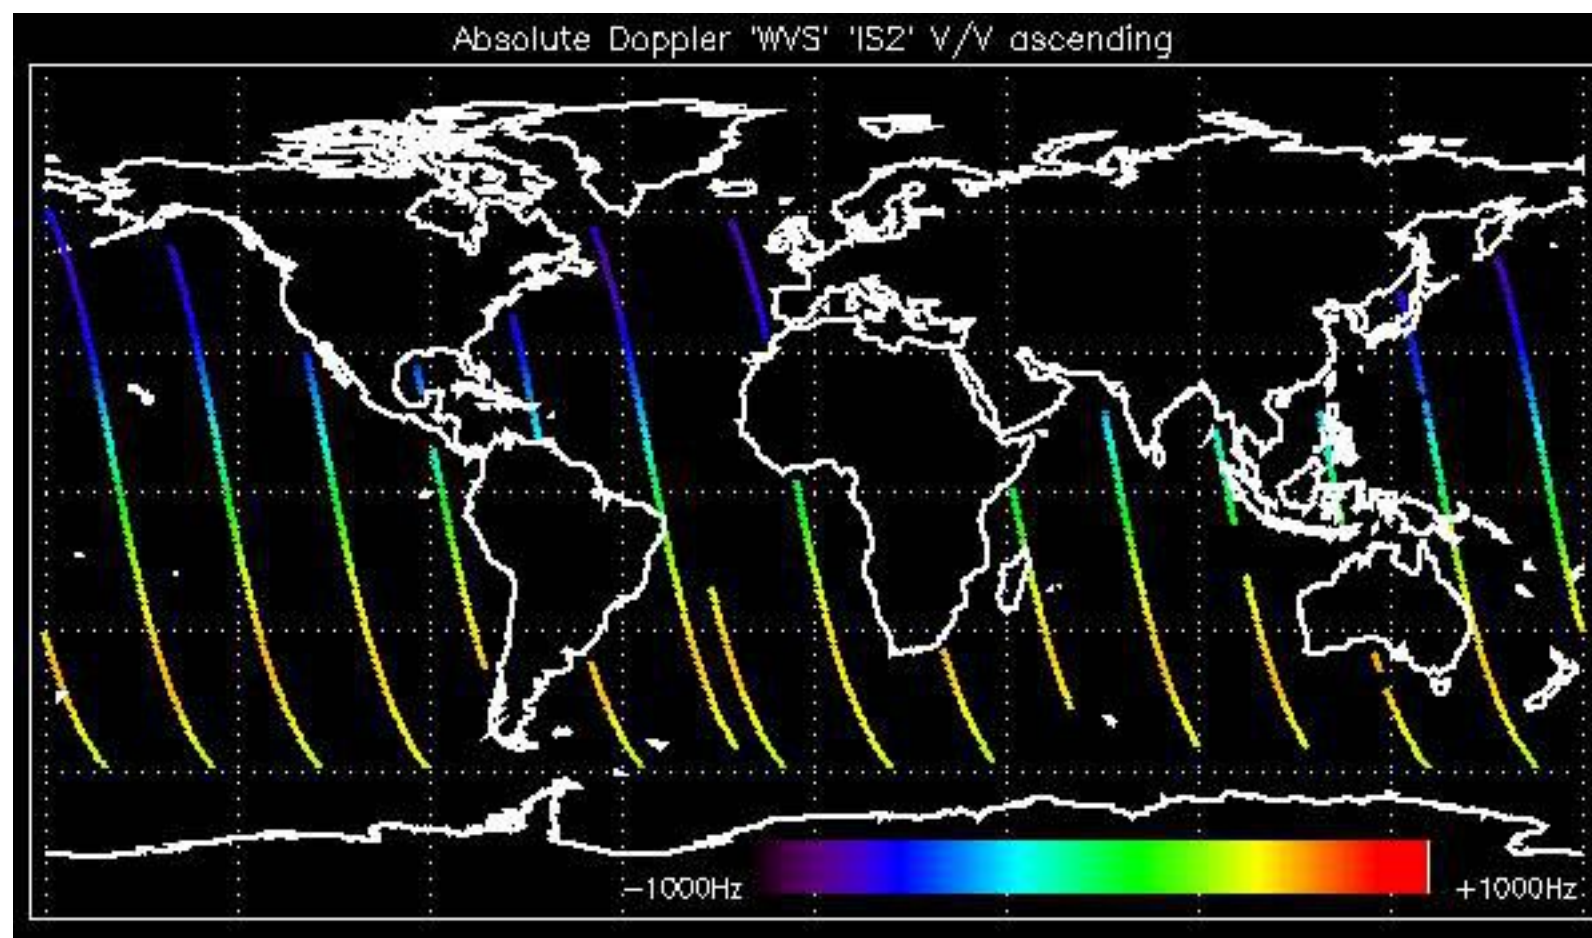 Absolute Doppler 'WVS' 'IS2' V/V ascending
−1000Hz
+1000Hz